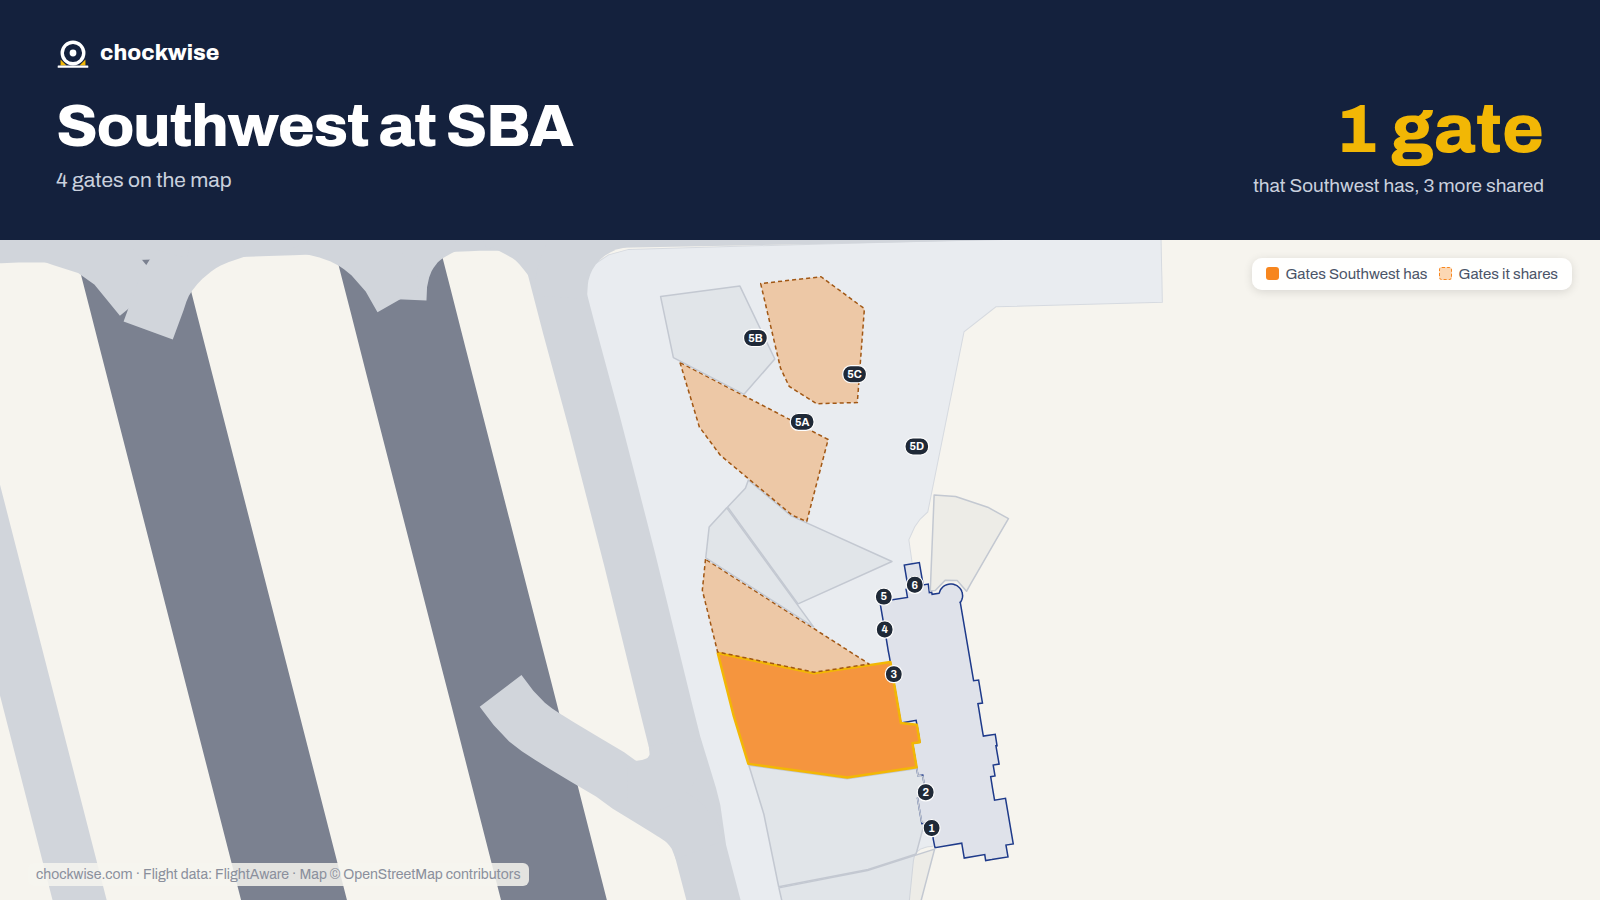 chockwise
Southwest at SBA
4 gates on the map
1 gate
that Southwest has, 3 more shared
Gates Southwest has
Gates it shares
5B
5C
5A
5D
6
5
4
3
2
1
chockwise.com · Flight data: FlightAware · Map © OpenStreetMap contributors